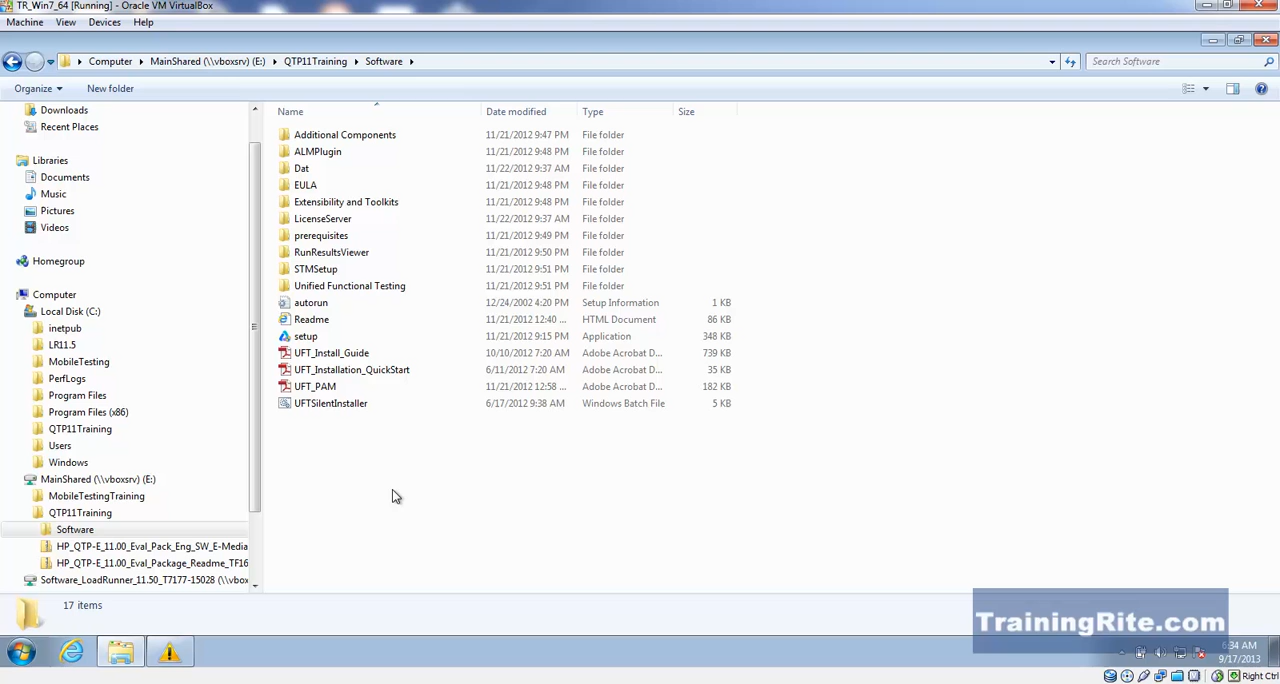 TR_Win7_64 [Running] - Oracle VM VirtualBox
Machine View Devices Help
Computer MainShared (\\vboxsrv) (E:) QTP11Training Software
Search Software
Organize New folder
Name Date modified Type Size
Downloads
Recent Places
Libraries
Documents
Music
Pictures
Videos
Homegroup
Computer
Local Disk (C:)
inetpub
LR11.5
MobileTesting
PerfLogs
Program Files
Program Files (x86)
QTP11Training
Users
Windows
MainShared (\\vboxsrv) (E:)
MobileTestingTraining
QTP11Training
Software
HP_QTP-E_11.00_Eval_Pack_Eng_SW_E-Media
HP_QTP-E_11.00_Eval_Package_Readme_TF16
Software_LoadRunner_11.50_T7177-15028 (\\vbox
Additional Components 11/21/2012 9:47 PM File folder
ALMPlugin 11/21/2012 9:48 PM File folder
Dat 11/22/2012 9:37 AM File folder
EULA 11/21/2012 9:48 PM File folder
Extensibility and Toolkits 11/21/2012 9:48 PM File folder
LicenseServer 11/22/2012 9:37 AM File folder
prerequisites 11/21/2012 9:49 PM File folder
RunResultsViewer 11/21/2012 9:50 PM File folder
STMSetup 11/21/2012 9:51 PM File folder
Unified Functional Testing 11/21/2012 9:51 PM File folder
autorun 12/24/2002 4:20 PM Setup Information 1 KB
Readme 11/21/2012 12:40 ... HTML Document 86 KB
setup 11/21/2012 9:15 PM Application 348 KB
UFT_Install_Guide 10/10/2012 7:20 AM Adobe Acrobat D... 739 KB
UFT_Installation_QuickStart 6/11/2012 7:20 AM Adobe Acrobat D... 35 KB
UFT_PAM 11/21/2012 12:58 ... Adobe Acrobat D... 182 KB
UFTSilentInstaller 6/17/2012 9:38 AM Windows Batch File 5 KB
17 items
TrainingRite.com
6:34 AM
9/17/2013
Right Ctrl